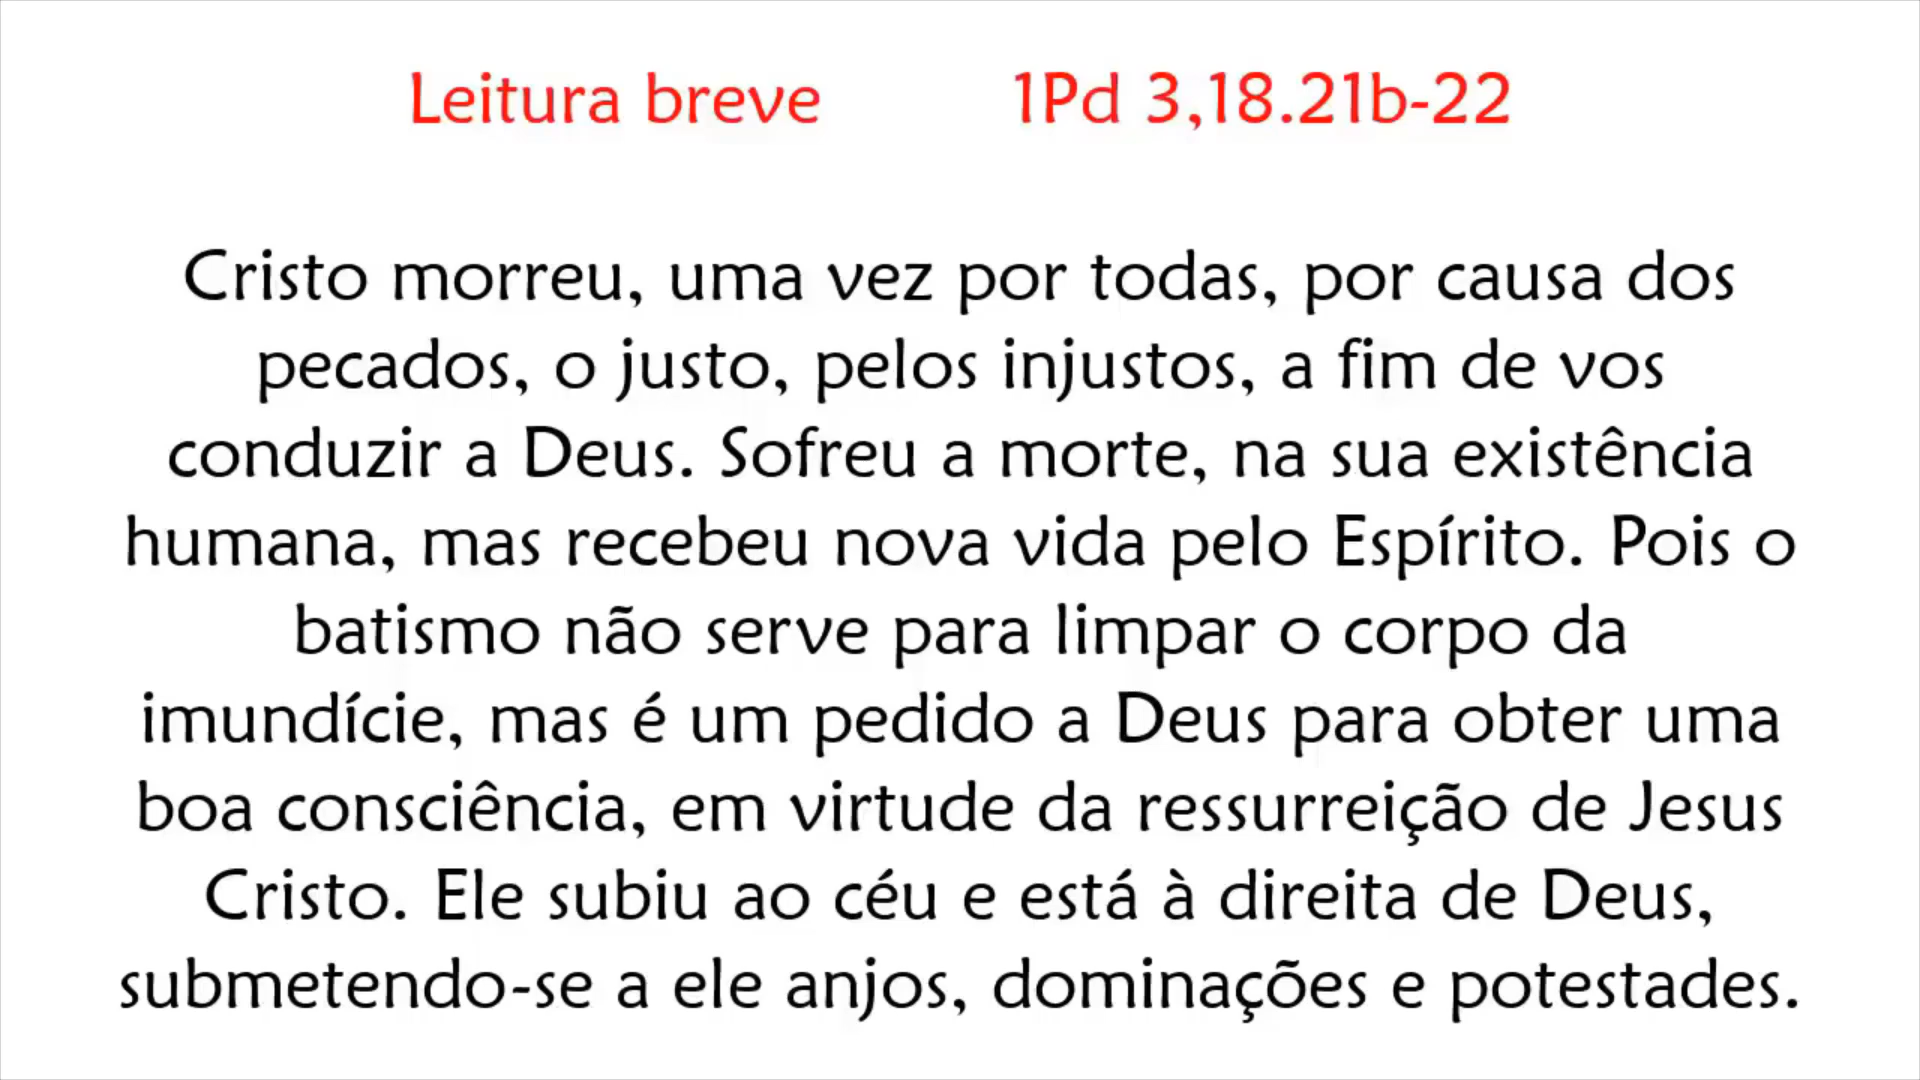 Leitura breve 1Pd 3,18.21b-22
Cristo morreu, uma vez por todas, por causa dos
pecados, o justo, pelos injustos, a fim de vos
conduzir a Deus. Sofreu a morte, na sua existência
humana, mas recebeu nova vida pelo Espírito. Pois o
batismo não serve para limpar o corpo da
imundície, mas é um pedido a Deus para obter uma
boa consciência, em virtude da ressurreição de Jesus
Cristo. Ele subiu ao céu e está à direita de Deus,
submetendo-se a ele anjos, dominações e potestades.